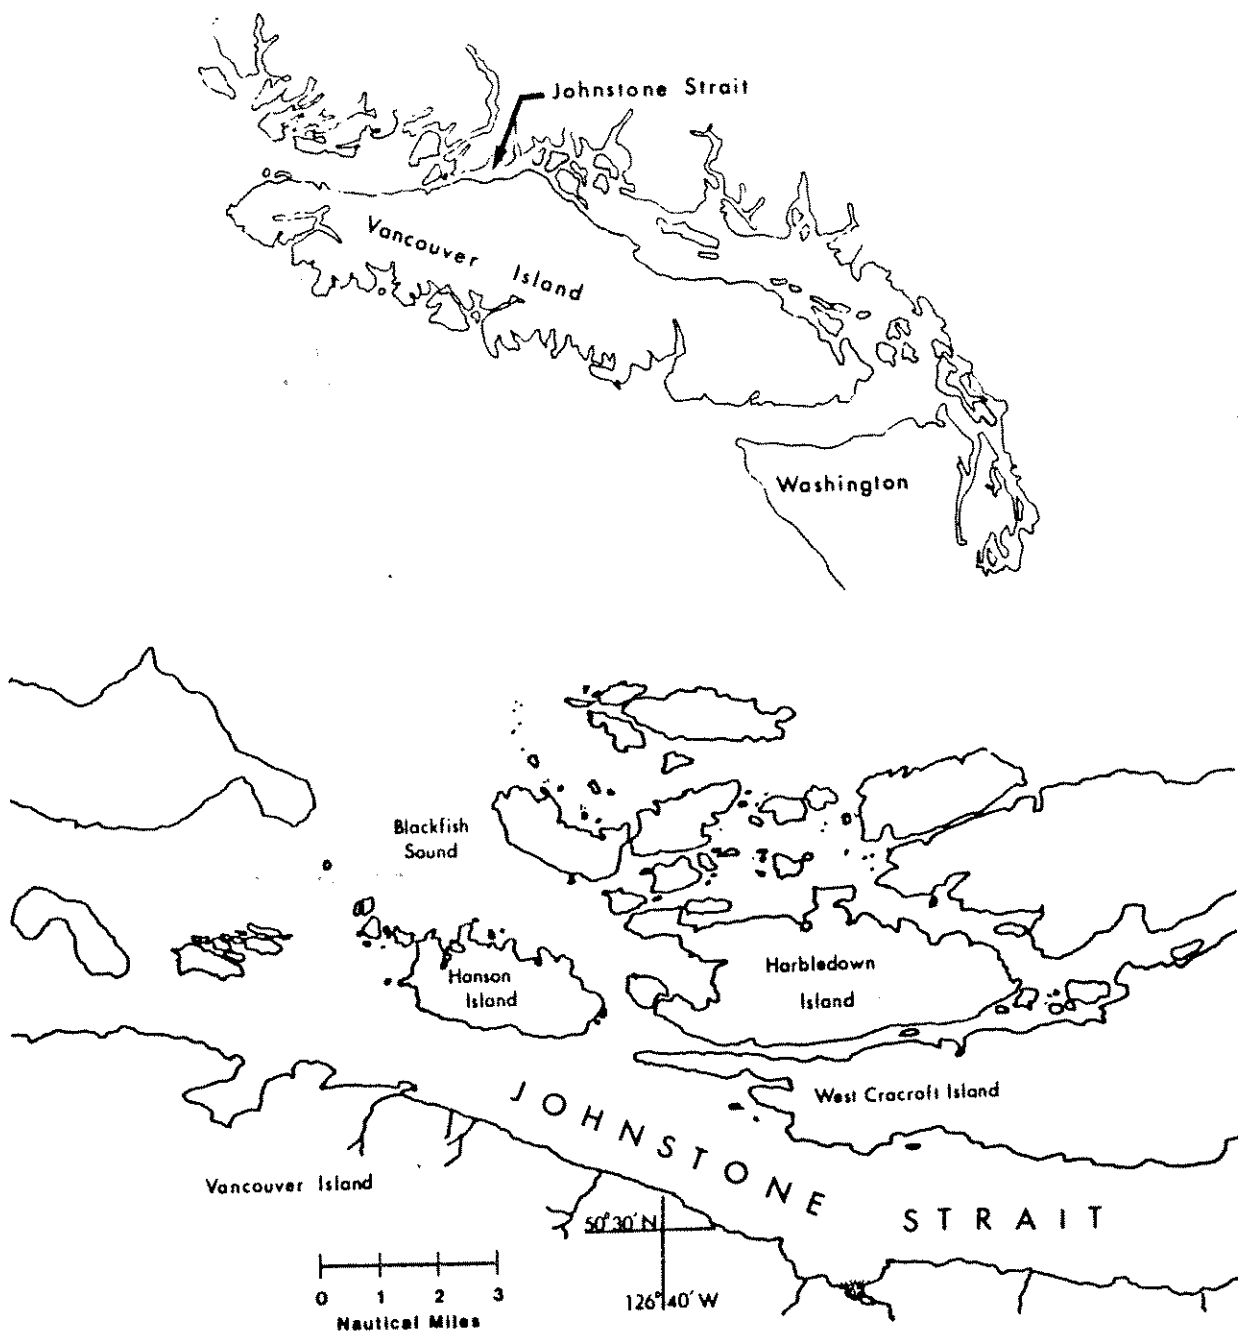 Johnstone Strait
Vancouver Island
Washington
Blackfish
Sound
Hanson
Island
Harbledown
Island
West Cracroft Island
JOHNSTONE STRAIT
Vancouver Island
50°30' N
0 1 2 3
126°40' W
Nautical Miles